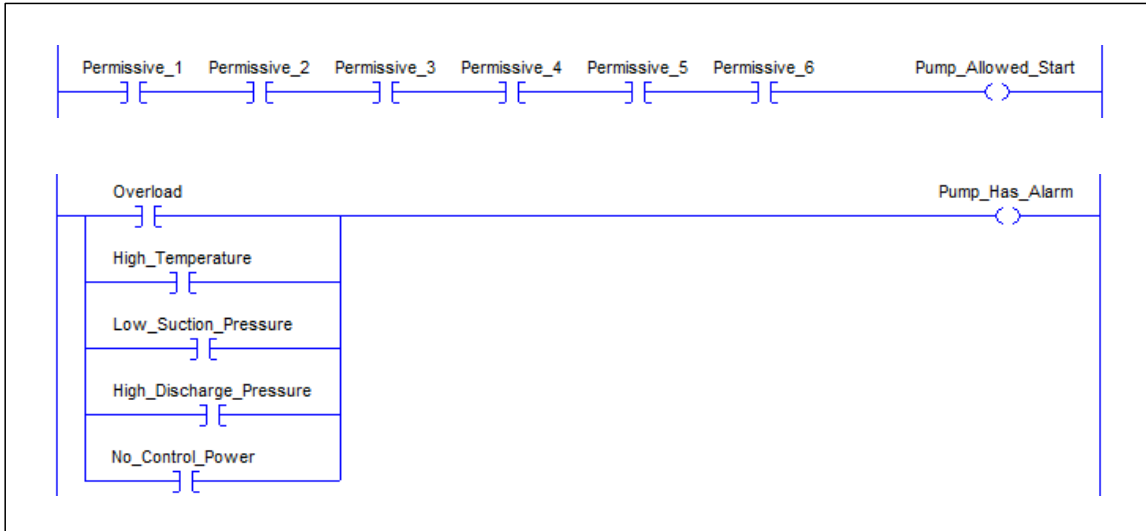 Permissive_1 Permissive_2 Permissive_3 Permissive_4 Permissive_5 Permissive_6 Pump_Allowed_Start
Overload Pump_Has_Alarm
High_Temperature
Low_Suction_Pressure
High_Discharge_Pressure
No_Control_Power